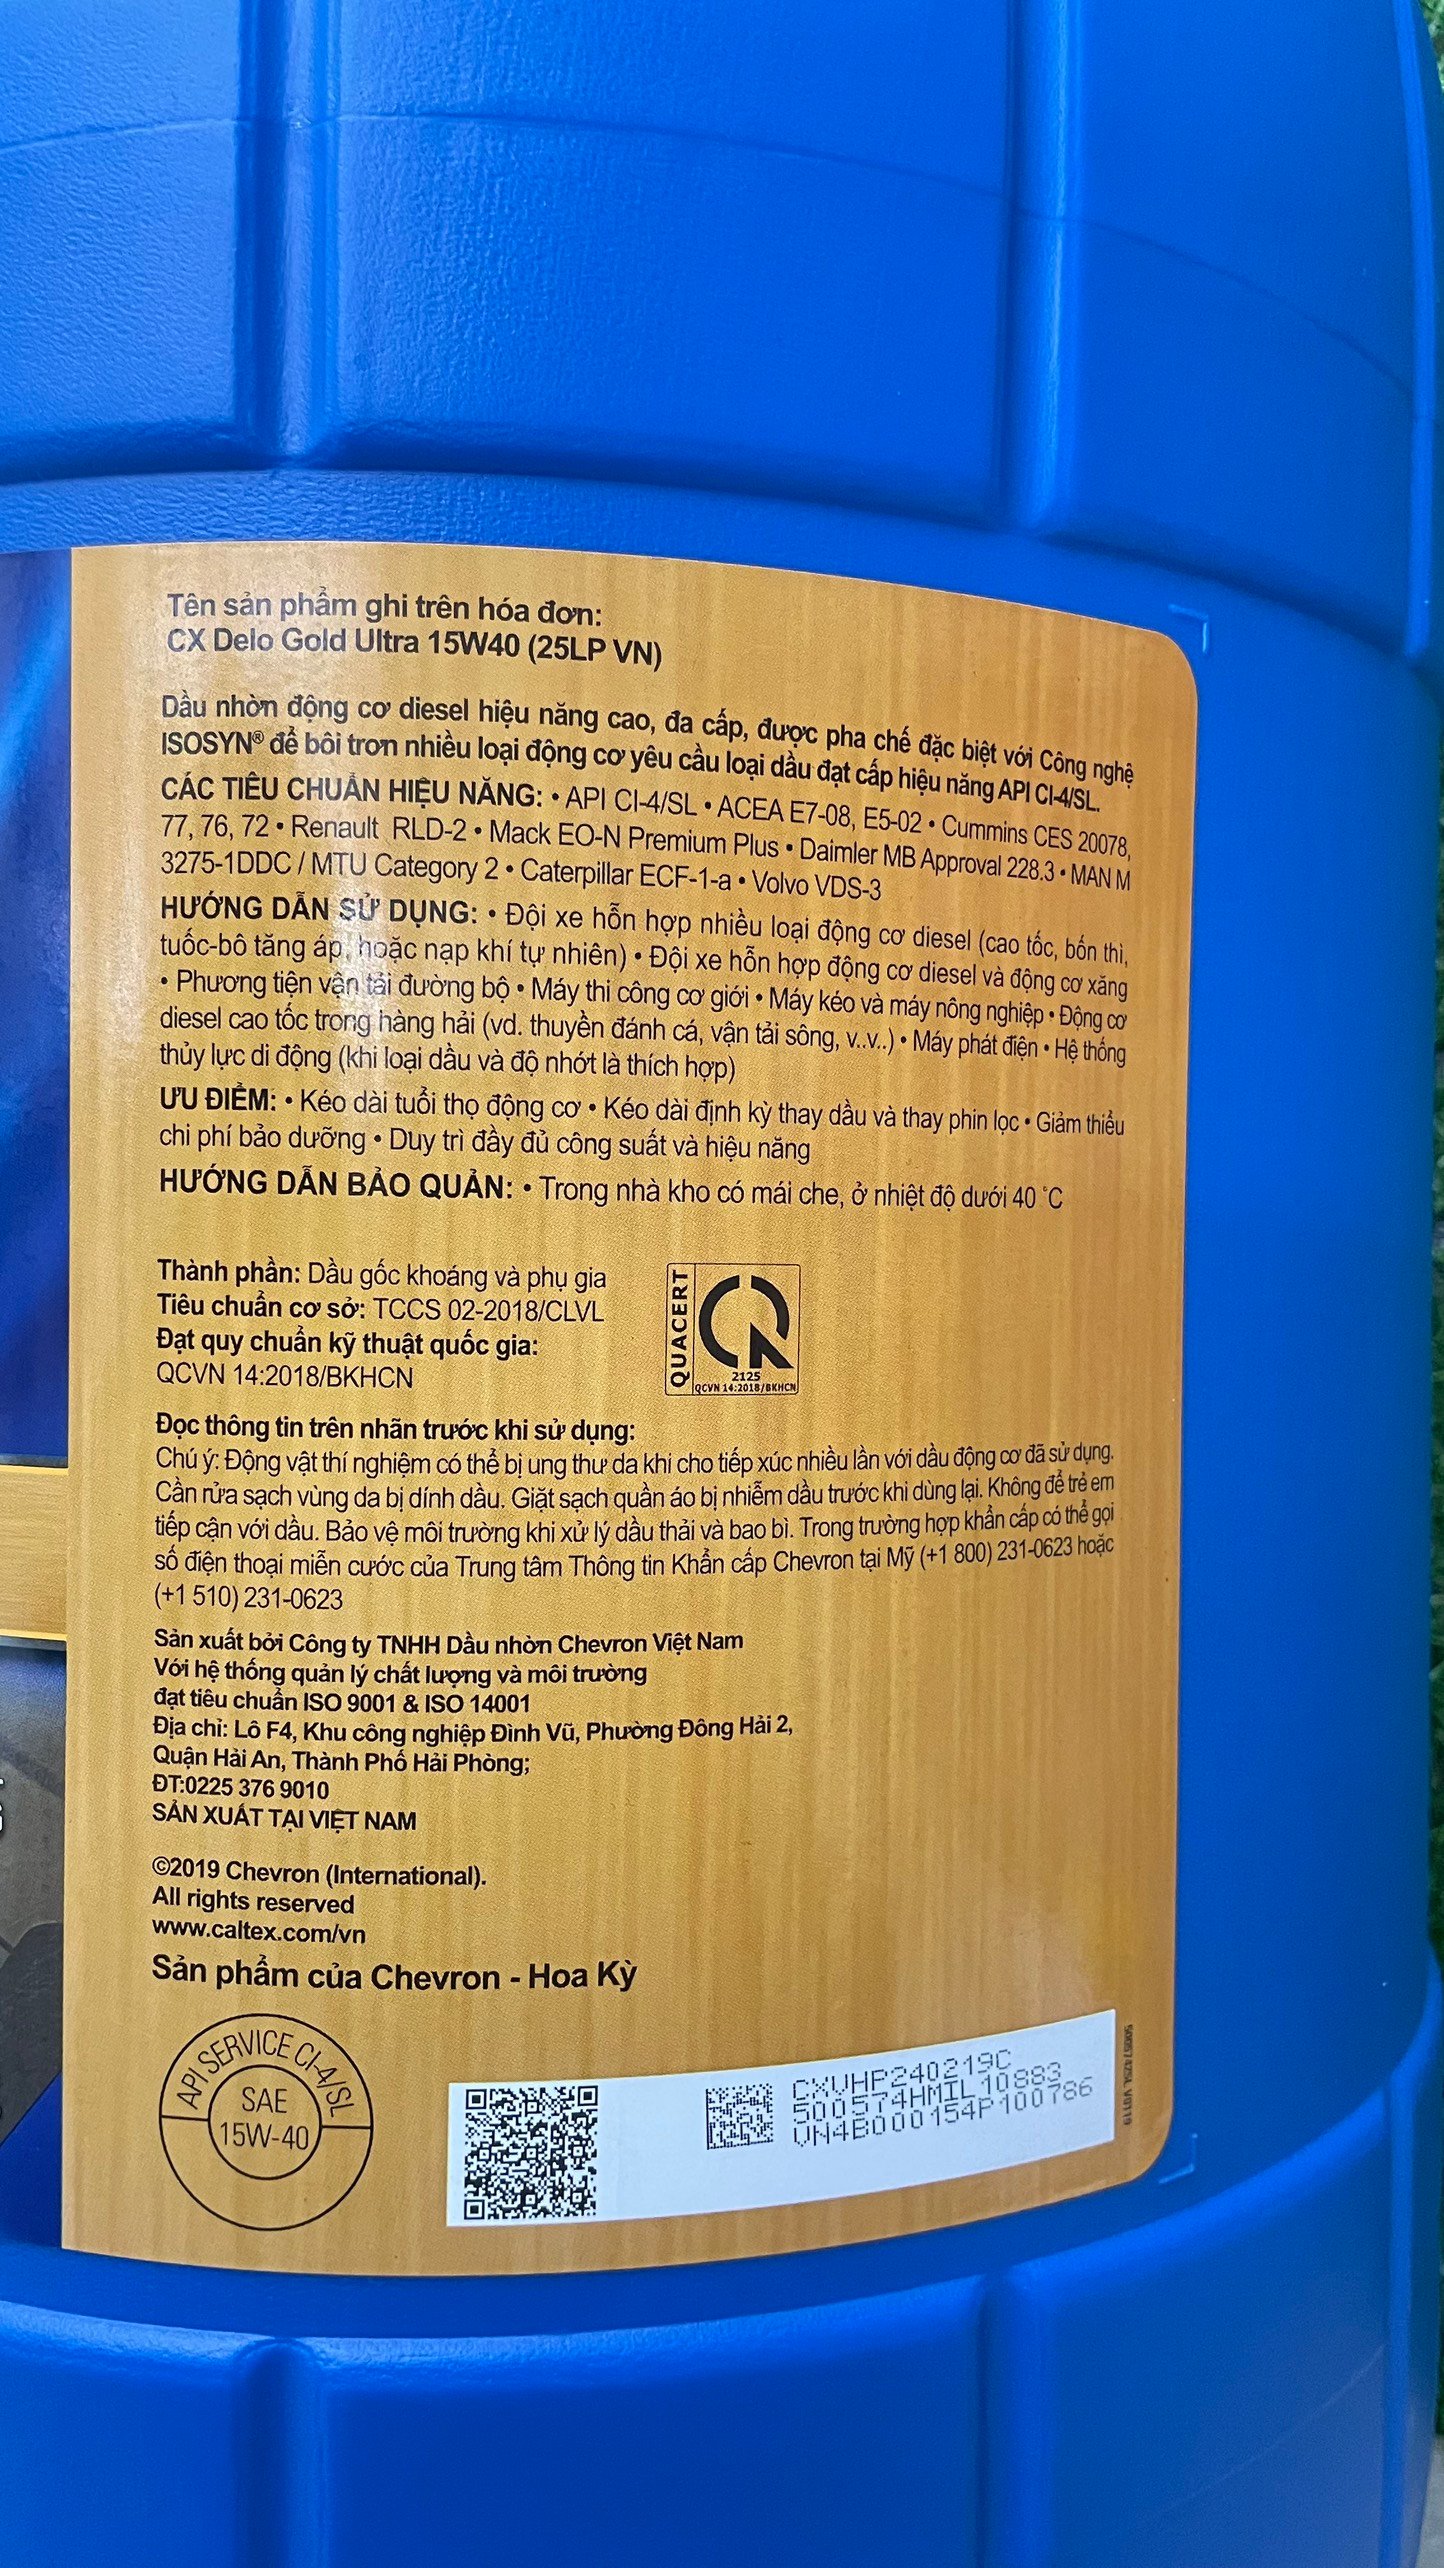 Tên sản phẩm ghi trên hóa đơn:
CX Delo Gold Ultra 15W40 (25LP VN)
Dầu nhờn động cơ diesel hiệu năng cao, đa cấp, được pha chế đặc biệt với Công nghệ
ISOSYN® để bôi trơn nhiều loại động cơ yêu cầu loại dầu đạt cấp hiệu năng API CI-4/SL.
CÁC TIÊU CHUẨN HIỆU NĂNG: • API CI-4/SL • ACEA E7-08, E5-02 • Cummins CES 20078,
77, 76, 72 • Renault RLD-2 • Mack EO-N Premium Plus • Daimler MB Approval 228.3 • MAN M
3275-1DDC / MTU Category 2 • Caterpillar ECF-1-a • Volvo VDS-3
HƯỚNG DẪN SỬ DỤNG: • Đội xe hỗn hợp nhiều loại động cơ diesel (cao tốc, bốn thì,
tuốc-bô tăng áp, hoặc nạp khí tự nhiên) • Đội xe hỗn hợp động cơ diesel và động cơ xăng
• Phương tiện vận tải đường bộ • Máy thi công cơ giới • Máy kéo và máy nông nghiệp • Động cơ
diesel cao tốc trong hàng hải (vd. thuyền đánh cá, vận tải sông, v..v..) • Máy phát điện • Hệ thống
thủy lực di động (khi loại dầu và độ nhớt là thích hợp)
ƯU ĐIỂM: • Kéo dài tuổi thọ động cơ • Kéo dài định kỳ thay dầu và thay phin lọc • Giảm thiểu
chi phí bảo dưỡng • Duy trì đầy đủ công suất và hiệu năng
HƯỚNG DẪN BẢO QUẢN: • Trong nhà kho có mái che, ở nhiệt độ dưới 40 °C
Thành phần: Dầu gốc khoáng và phụ gia
Tiêu chuẩn cơ sở: TCCS 02-2018/CLVL
Đạt quy chuẩn kỹ thuật quốc gia:
QCVN 14:2018/BKHCN
QUACERT
2125
QCVN 14:2018/BKHCN
Đọc thông tin trên nhãn trước khi sử dụng:
Chú ý: Động vật thí nghiệm có thể bị ung thư da khi cho tiếp xúc nhiều lần với dầu động cơ đã sử dụng.
Cần rửa sạch vùng da bị dính dầu. Giặt sạch quần áo bị nhiễm dầu trước khi dùng lại. Không để trẻ em
tiếp cận với dầu. Bảo vệ môi trường khi xử lý dầu thải và bao bì. Trong trường hợp khẩn cấp có thể gọi
số điện thoại miễn cước của Trung tâm Thông tin Khẩn cấp Chevron tại Mỹ (+1 800) 231-0623 hoặc
(+1 510) 231-0623
Sản xuất bởi Công ty TNHH Dầu nhờn Chevron Việt Nam
Với hệ thống quản lý chất lượng và môi trường
đạt tiêu chuẩn ISO 9001 & ISO 14001
Địa chỉ: Lô F4, Khu công nghiệp Đình Vũ, Phường Đông Hải 2,
Quận Hải An, Thành Phố Hải Phòng;
ĐT:0225 376 9010
SẢN XUẤT TẠI VIỆT NAM
©2019 Chevron (International).
All rights reserved
www.caltex.com/vn
Sản phẩm của Chevron - Hoa Kỳ
API SERVICE CI-4/SL
SAE
15W-40
CXVHP240219C
500574HMIL 10883
VN4B000154P100786